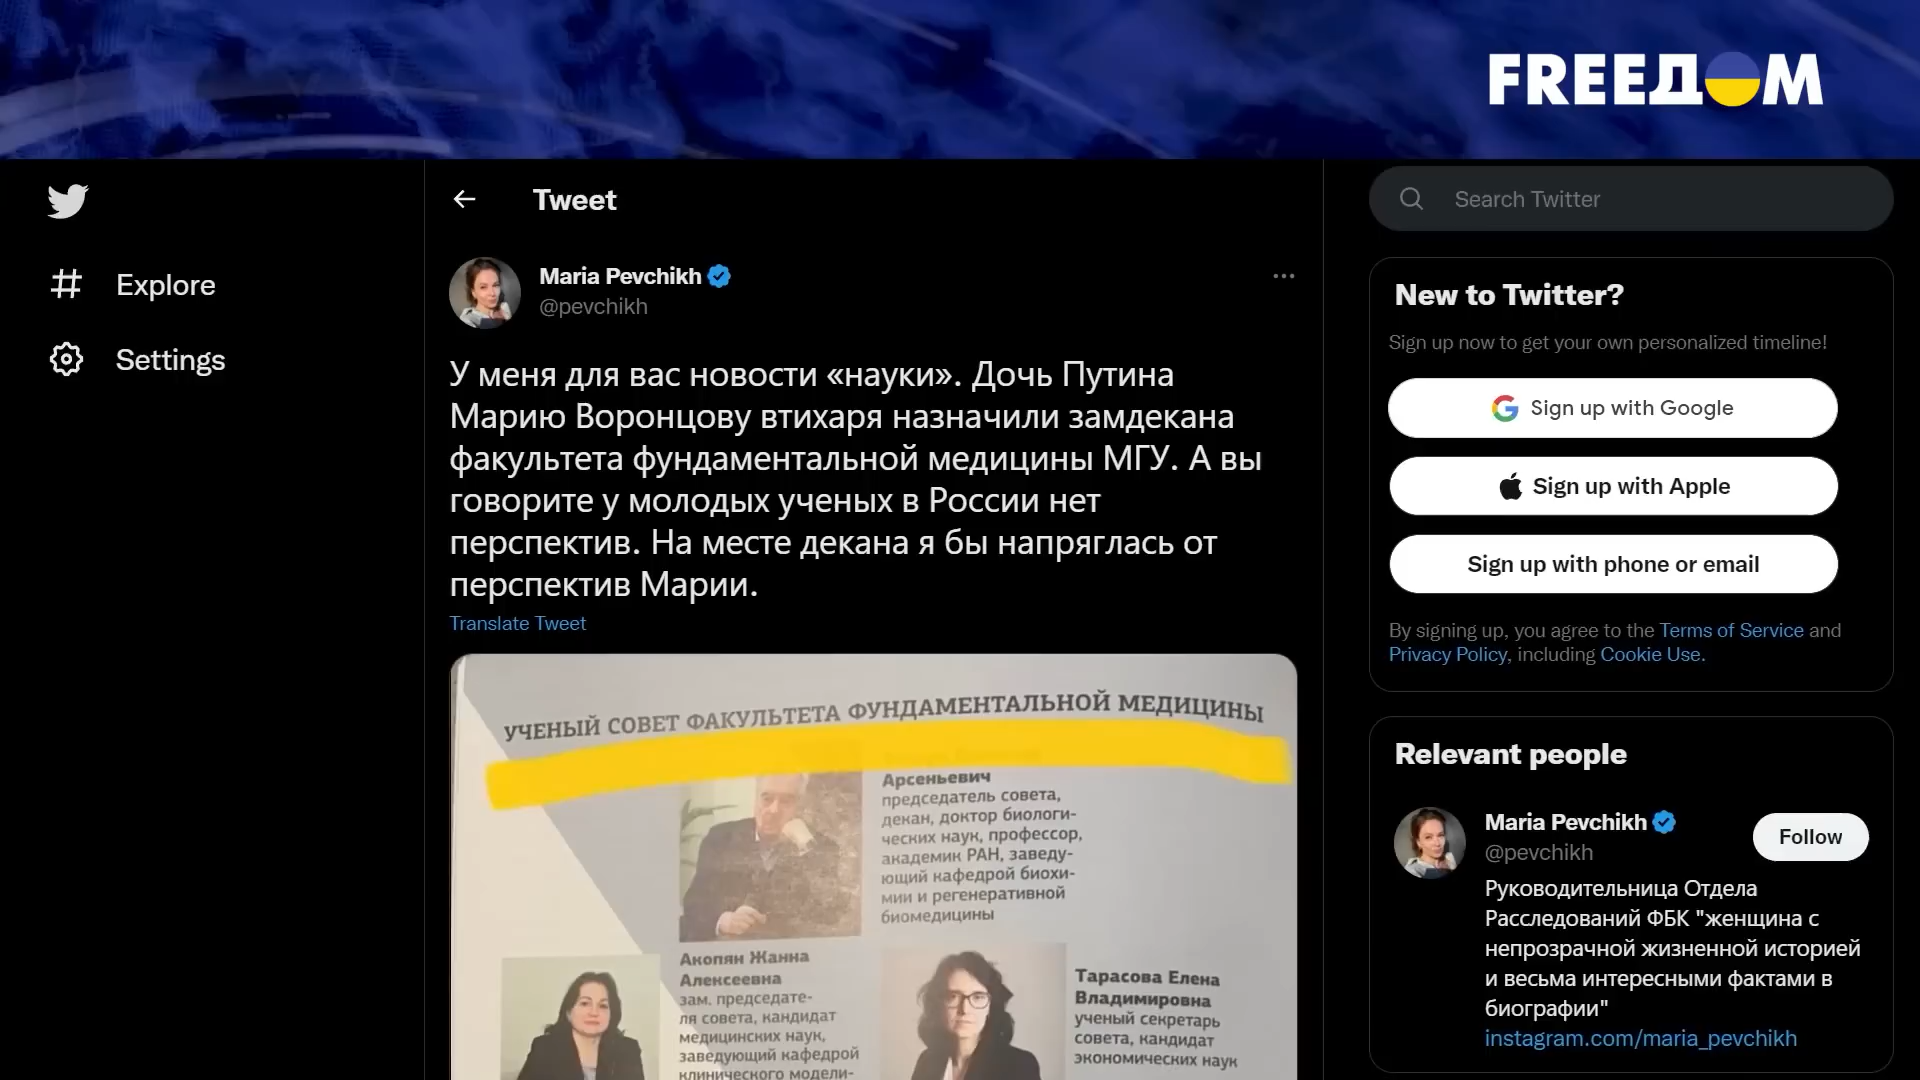 FREEДOM
Tweet
Search Twitter
Explore
Settings
Maria Pevchikh
@pevchikh
У меня для вас новости «науки». Дочь Путина
Марию Воронцову втихаря назначили замдекана
факультета фундаментальной медицины МГУ. А вы
говорите у молодых ученых в России нет
перспектив. На месте декана я бы напряглась от
перспектив Марии.
Translate Tweet
УЧЕНЫЙ СОВЕТ ФАКУЛЬТЕТА ФУНДАМЕНТАЛЬНОЙ МЕДИЦИНЫ
Арсеньевич
председатель совета,
декан, доктор биологи-
ческих наук, профессор,
академик РАН, заведу-
ющий кафедрой биохи-
мии и регенеративной
биомедицины
Акопян Жанна
Алексеевна
зам. председате-
ля совета, кандидат
медицинских наук,
заведующий кафедрой
клинического модели-
Тарасова Елена
Владимировна
ученый секретарь
совета, кандидат
экономических наук
New to Twitter?
Sign up now to get your own personalized timeline!
Sign up with Google
Sign up with Apple
Sign up with phone or email
By signing up, you agree to the Terms of Service and
Privacy Policy, including Cookie Use.
Relevant people
Maria Pevchikh
@pevchikh
Follow
Руководительница Отдела
Расследований ФБК "женщина с
непрозрачной жизненной историей
и весьма интересными фактами в
биографии"
instagram.com/maria_pevchikh